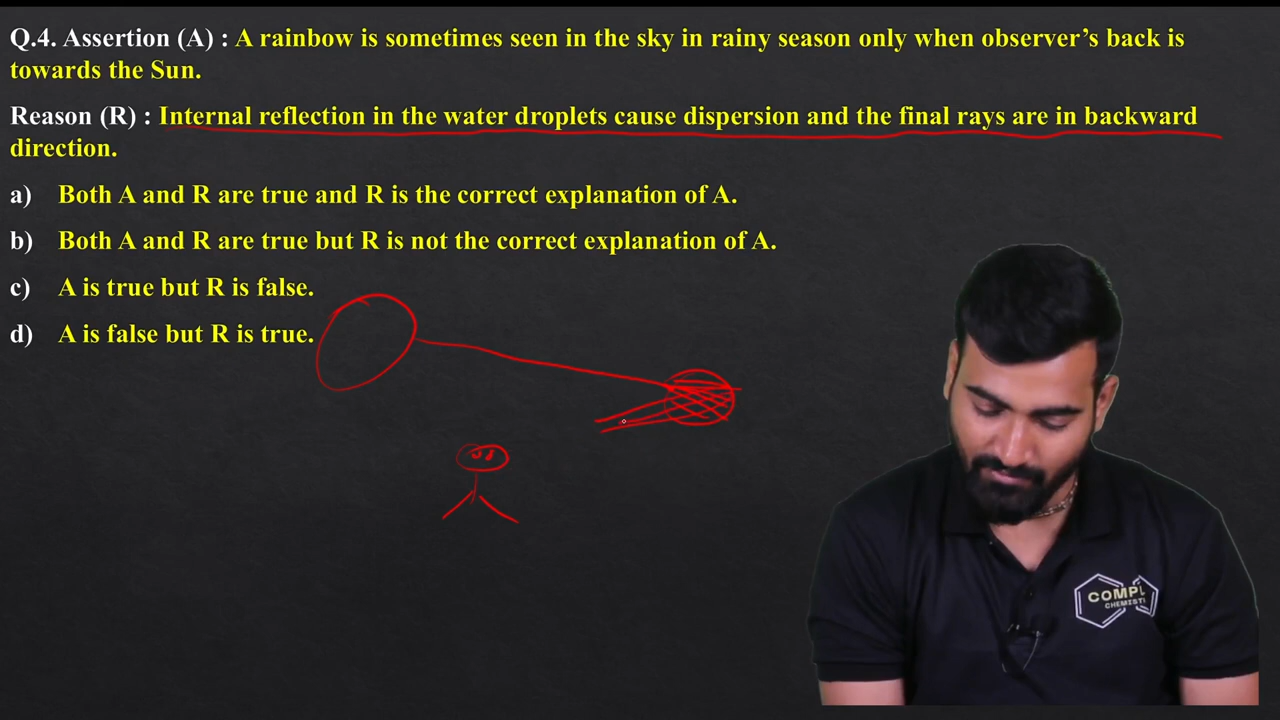 Q.4. Assertion (A) : A rainbow is sometimes seen in the sky in rainy season only when observer’s back is
towards the Sun.
Reason (R) : Internal reflection in the water droplets cause dispersion and the final rays are in backward
direction.
a) Both A and R are true and R is the correct explanation of A.
b) Both A and R are true but R is not the correct explanation of A.
c) A is true but R is false.
d) A is false but R is true.